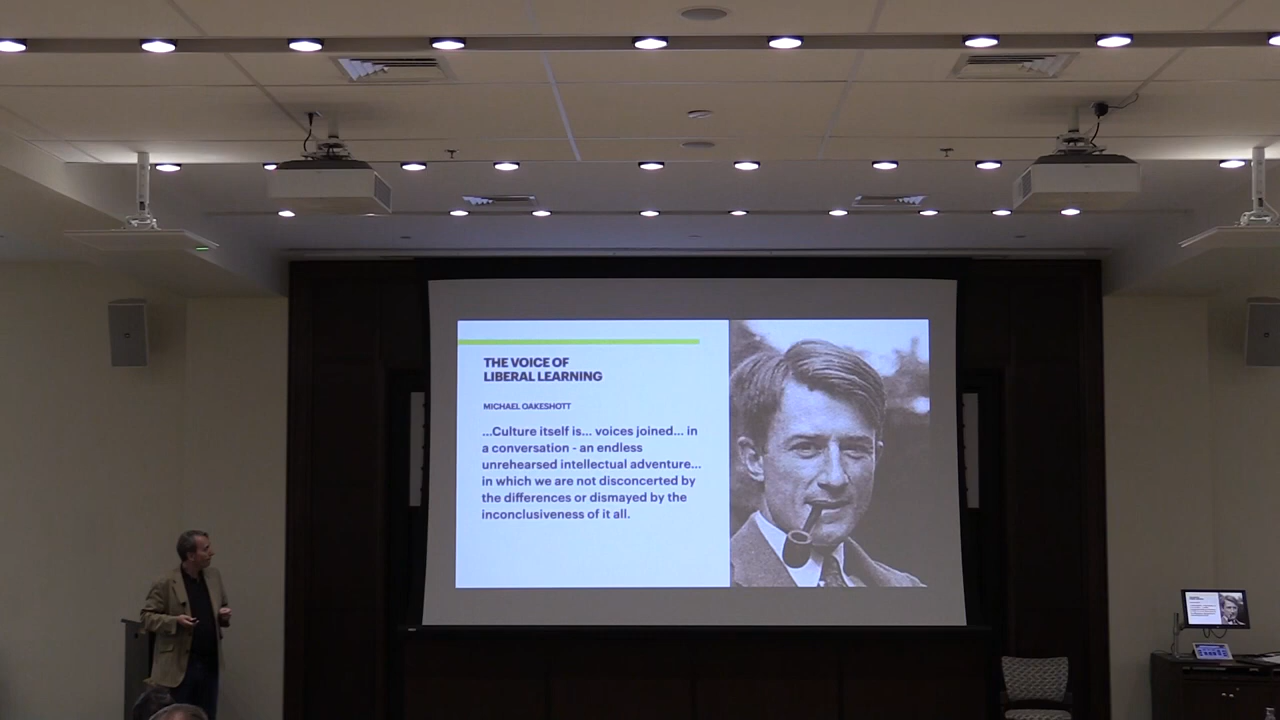 THE VOICE OF
LIBERAL LEARNING
MICHAEL OAKESHOTT
...Culture itself is... voices joined... in
a conversation - an endless
unrehearsed intellectual adventure...
in which we are not disconcerted by
the differences or dismayed by the
inconclusiveness of it all.